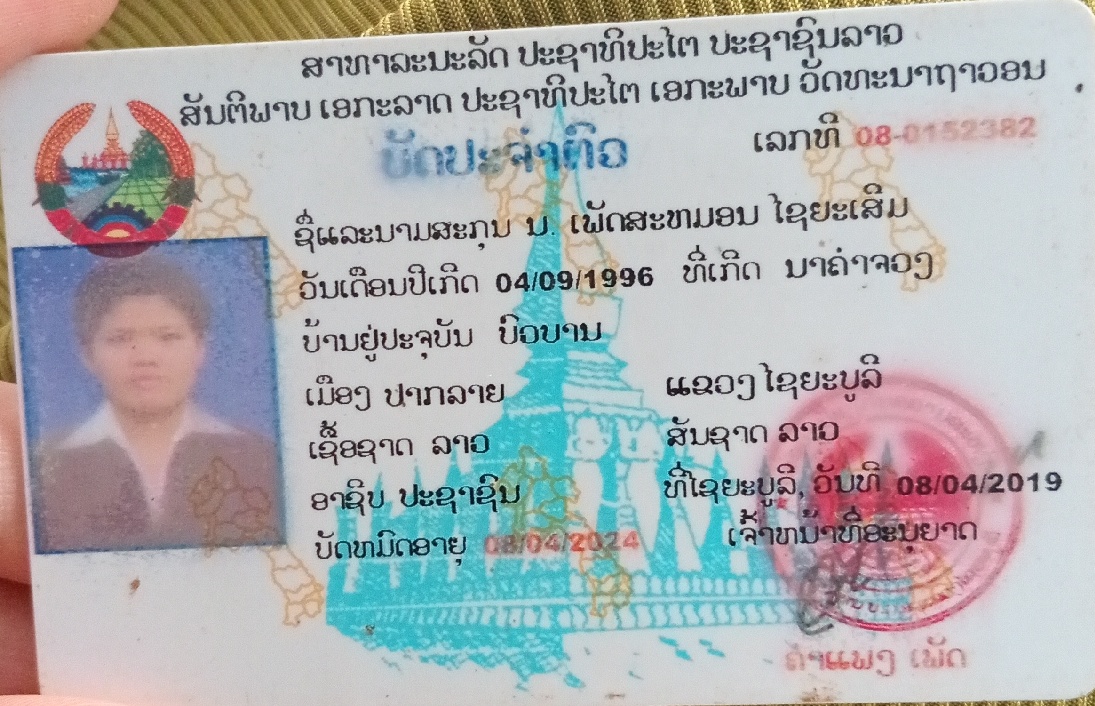 ສາທາລະນະລັດ ປະຊາທິປະໄຕ ປະຊາຊົນລາວ
ສັນຕິພາບ ເອກະລາດ ປະຊາທິປະໄຕ ເອກະພາບ ວັດທະນາຖາວອນ
ບັດປະຈຳຕົວ
ເລກທີ 08-0152382
ຊື່ແລະນາມສະກຸນ ນ. ເພັດສະຫມອນ ໄຊຍະເສີມ
ວັນເດືອນປີເກີດ 04/09/1996 ທີ່ເກີດ ນາຄ່າຈອງ
ບ້ານຢູ່ປະຈຸບັນ ບົວບານ
ເມືອງ ປາກລາຍ ແຂວງ ໄຊຍະບູລີ
ເຊື້ອຊາດ ລາວ ສັນຊາດ ລາວ
ອາຊີບ ປະຊາຊົນ ທີ່ໄຊຍະບູລີ, ວັນທີ 08/04/2019
ບັດຫມົດອາຍຸ 08/04/2024 ເຈົ້າຫນ້າທີ່ອະນຸຍາດ
ຄຳແພງ ເພັດ